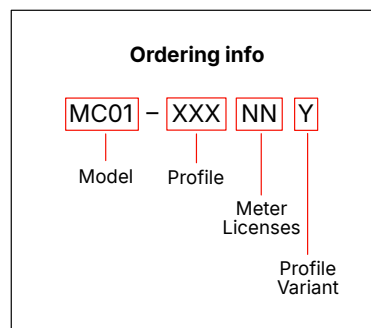 Ordering info
MC01 – XXX NN Y
Model Profile
Meter
Licenses
Profile
Variant